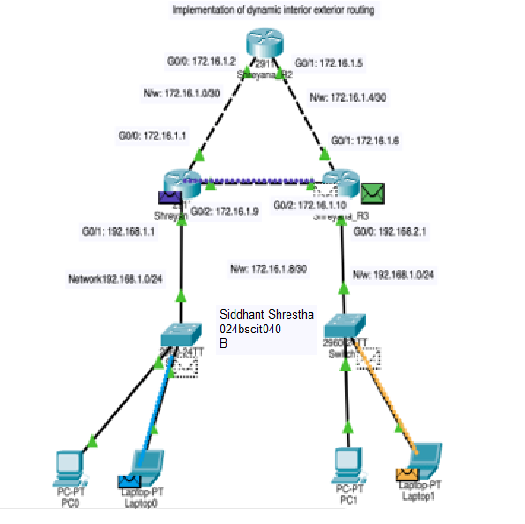 Implementation of dynamic interior exterior routing
G0/0: 172.16.1.2
G0/1: 172.16.1.5
N/w: 172.16.1.0/30
N/w: 172.16.1.4/30
G0/0: 172.16.1.1
G0/1: 172.16.1.6
G0/2: 172.16.1.9
G0/2: 172.16.1.10
G0/1: 192.168.1.1
G0/0: 192.168.2.1
Network192.168.1.0/24
N/w: 172.16.1.8/30
N/w: 192.168.1.0/24
Siddhant Shrestha
024bscit040
B
Switch
PC-PT
PC0
Laptop-PT
Laptop0
PC-PT
PC1
Laptop-PT
Laptop1